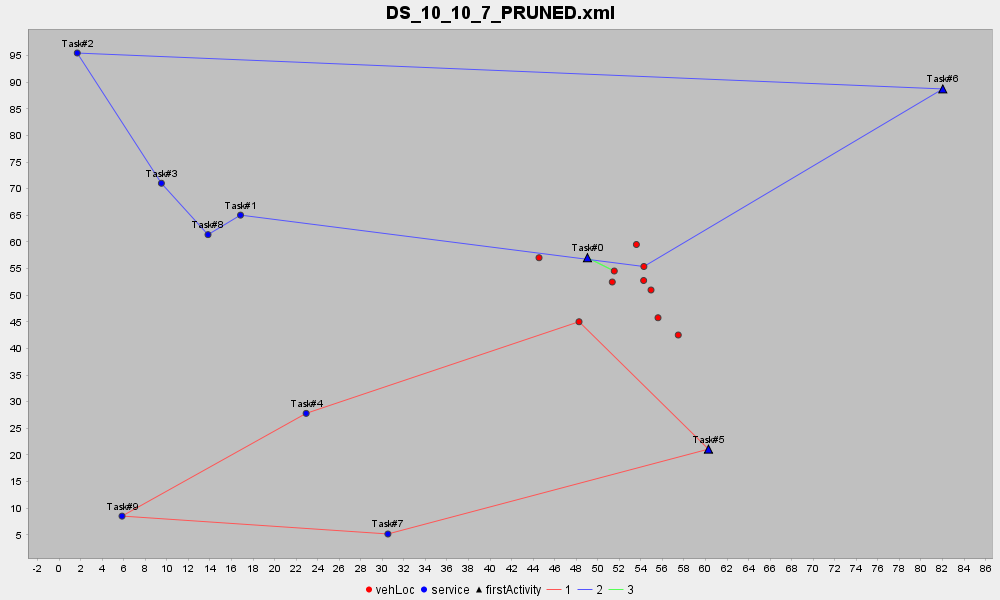 DS_10_10_7_PRUNED.xml
Task#2
Task#6
Task#3
Task#1
Task#8
Task#0
Task#4
Task#5
Task#9
Task#7
95
90
85
80
75
70
65
60
55
50
45
40
35
30
25
20
15
10
5
-2 0 2 4 6 8 10 12 14 16 18 20 22 24 26 28 30 32 34 36 38 40 42 44 46 48 50 52 54 56 58 60 62 64 66 68 70 72 74 76 78 80 82 84 86
vehLoc service firstActivity 1 2 3